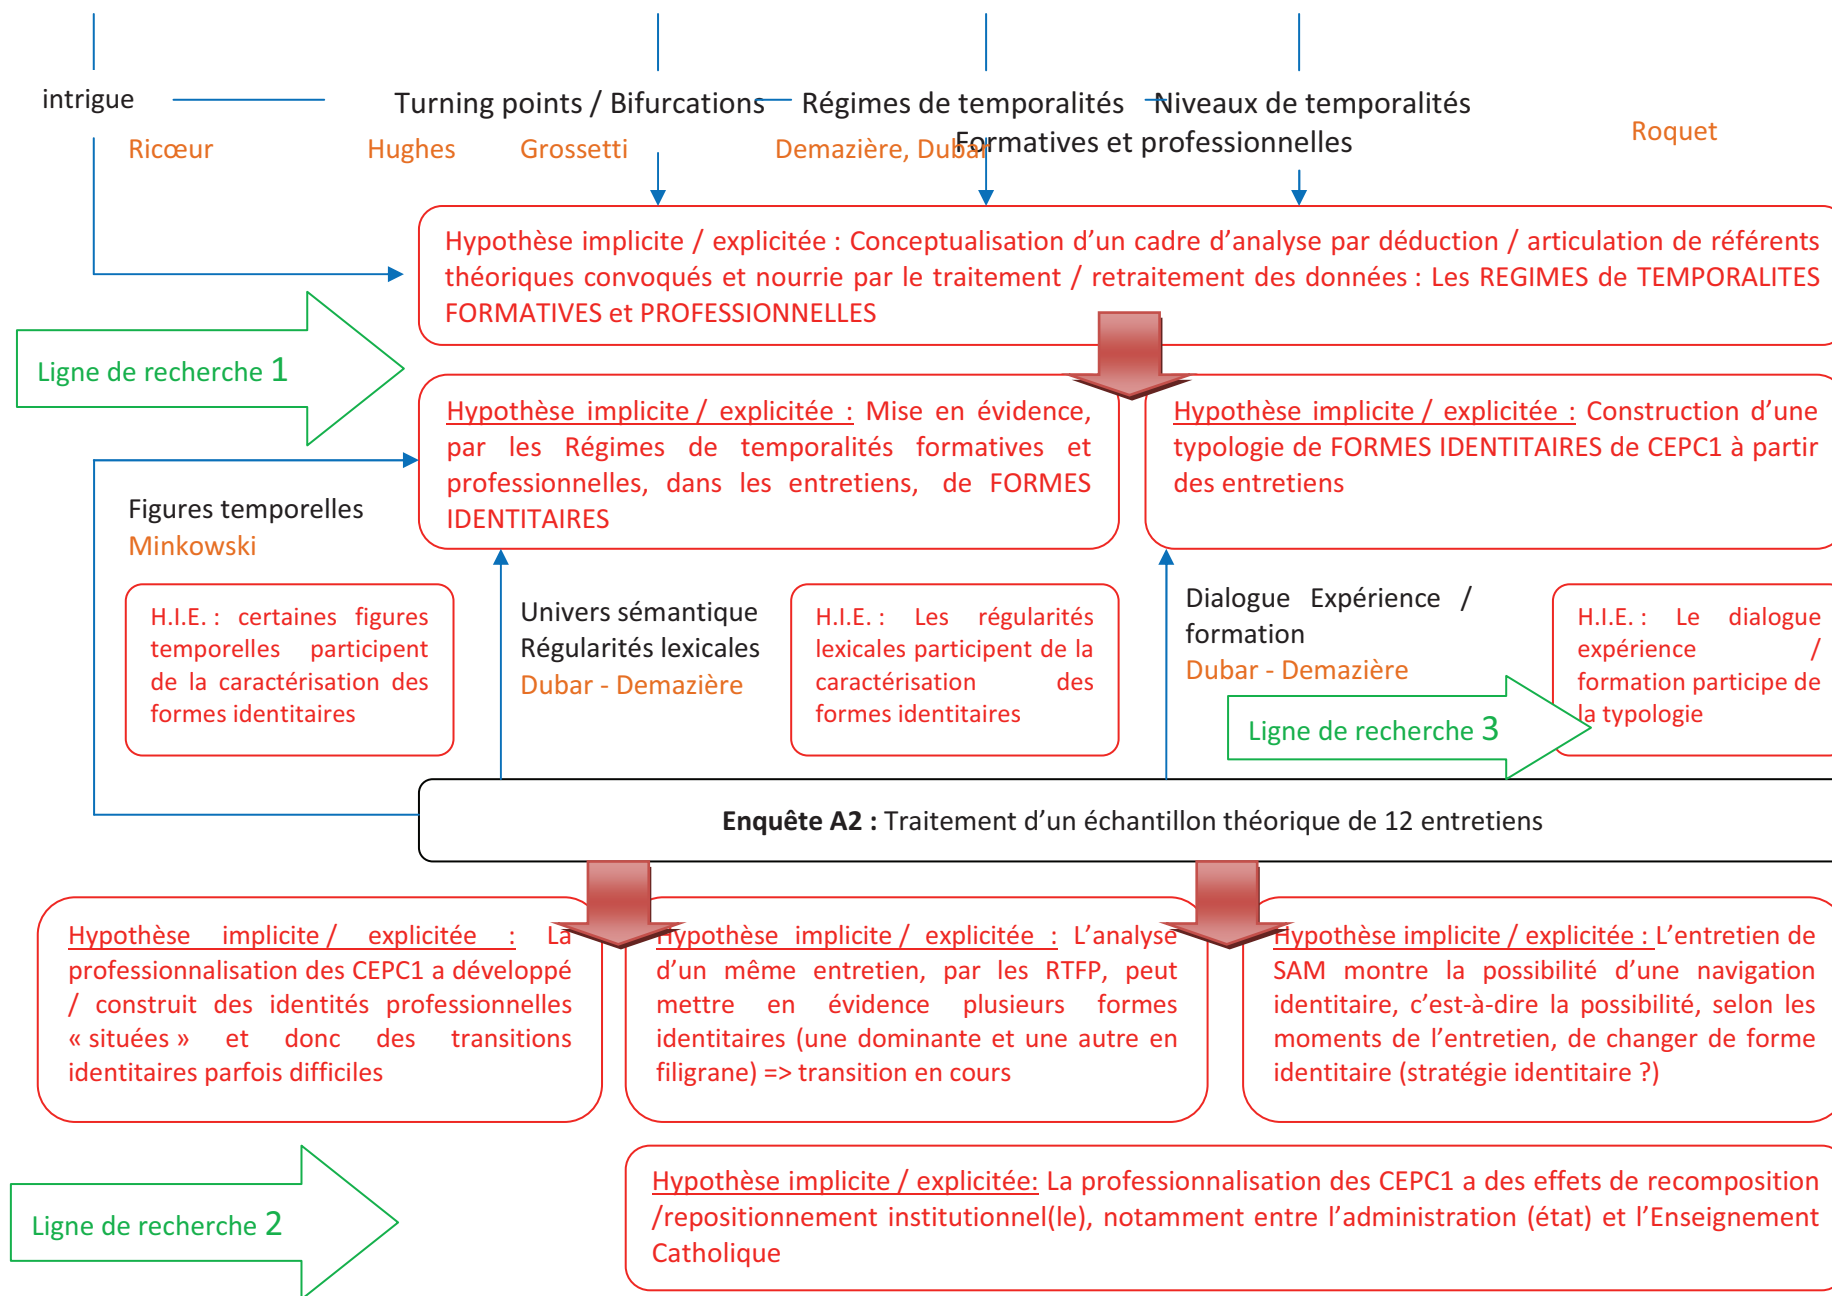 intrigue
Turning points / Bifurcations
Régimes de temporalités
Niveaux de temporalités
Formatives et professionnelles
Ricœur
Hughes
Grossetti
Demazière, Dubar
Roquet
Hypothèse implicite / explicitée : Conceptualisation d’un cadre d’analyse par déduction / articulation de référents
théoriques convoqués et nourrie par le traitement / retraitement des données : Les REGIMES de TEMPORALITES
FORMATIVES et PROFESSIONNELLES
Ligne de recherche 1
Hypothèse implicite / explicitée : Mise en évidence,
par les Régimes de temporalités formatives et
professionnelles, dans les entretiens, de FORMES
IDENTITAIRES
Hypothèse implicite / explicitée : Construction d’une
typologie de FORMES IDENTITAIRES de CEPC1 à partir
des entretiens
Figures temporelles
Minkowski
H.I.E. : certaines figures
temporelles participent
de la caractérisation des
formes identitaires
Univers sémantique
Régularités lexicales
Dubar - Demazière
H.I.E. : Les régularités
lexicales participent de la
caractérisation des
formes identitaires
Dialogue Expérience /
formation
Dubar - Demazière
H.I.E. : Le dialogue
expérience /
formation participe de
la typologie
Ligne de recherche 3
Enquête A2 : Traitement d’un échantillon théorique de 12 entretiens
Hypothèse implicite / explicitée : La
professionnalisation des CEPC1 a développé
/ construit des identités professionnelles
« situées » et donc des transitions
identitaires parfois difficiles
Hypothèse implicite / explicitée : L’analyse
d’un même entretien, par les RTFP, peut
mettre en évidence plusieurs formes
identitaires (une dominante et une autre en
filigrane) => transition en cours
Hypothèse implicite / explicitée : L’entretien de
SAM montre la possibilité d’une navigation
identitaire, c’est-à-dire la possibilité, selon les
moments de l’entretien, de changer de forme
identitaire (stratégie identitaire ?)
Ligne de recherche 2
Hypothèse implicite / explicitée: La professionnalisation des CEPC1 a des effets de recomposition
/repositionnement institutionnel(le), notamment entre l’administration (état) et l’Enseignement
Catholique